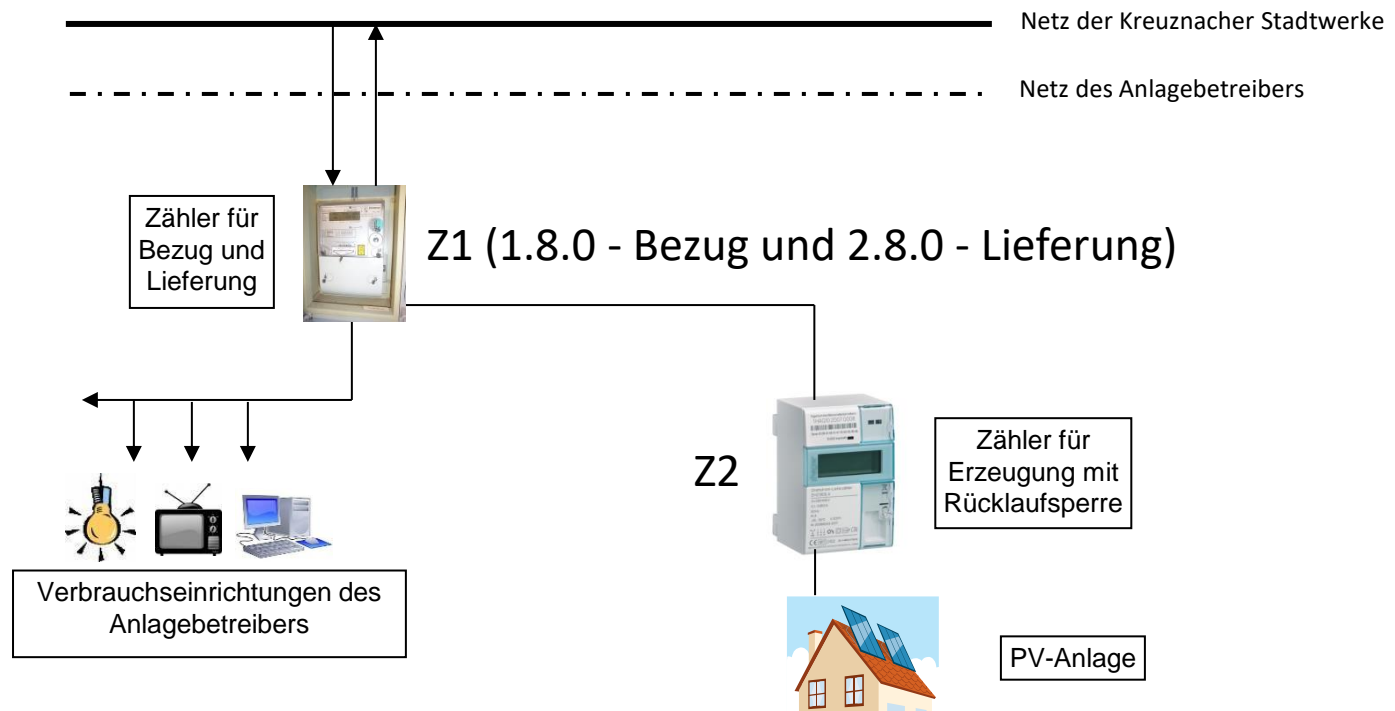 Netz der Kreuznacher Stadtwerke
Netz des Anlagebetreibers
Zähler für
Bezug und
Lieferung
Z1 (1.8.0 - Bezug und 2.8.0 - Lieferung)
Z2
Zähler für
Erzeugung mit
Rücklaufsperre
Verbrauchseinrichtungen des
Anlagebetreibers
PV-Anlage